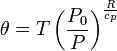 θ = T (P₀/P)^(R/cp)